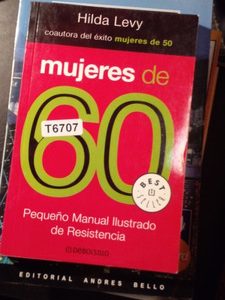 Hilda Levy
coautora del éxito mujeres de 50
mujeres de
60
T6707
BEST
SELLER
Pequeño Manual Ilustrado
de Resistencia
DEBOLSILLO
EDITORIAL ANDRES BELLO